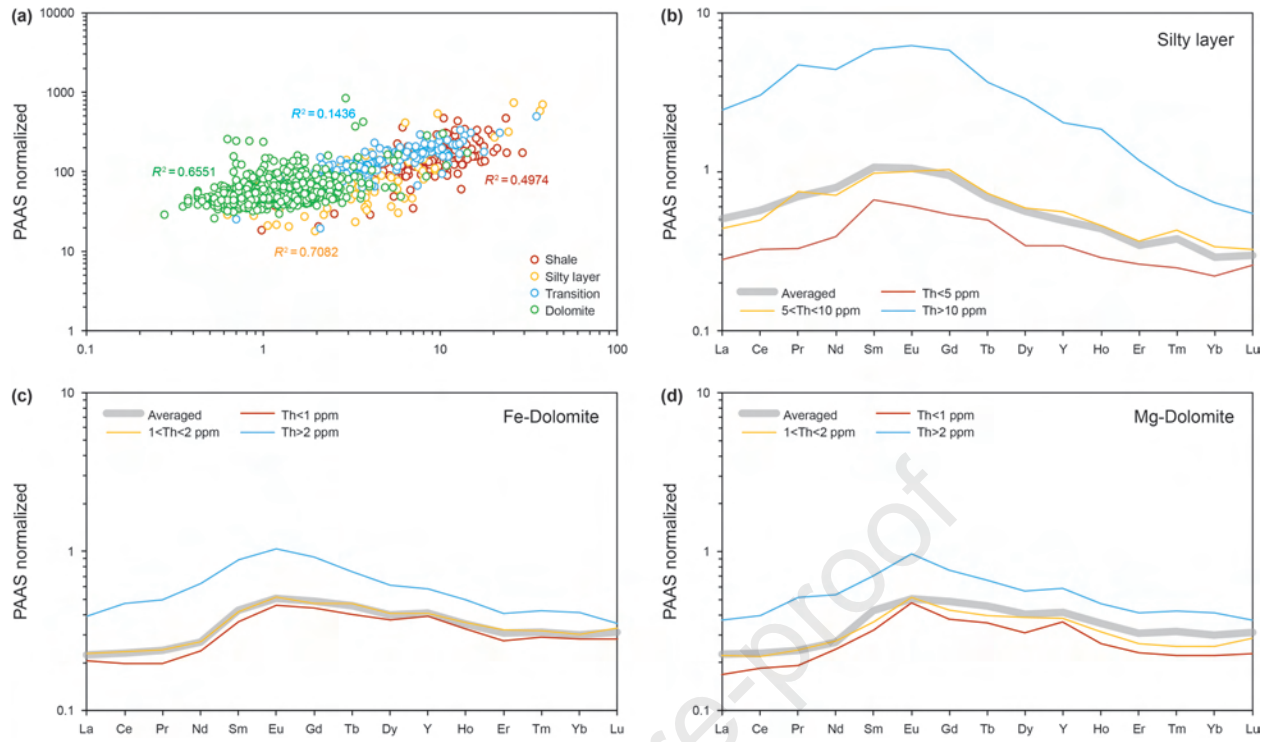 (a)
10000
1000
100
10
1
PAAS normalized
R² = 0.1436
R² = 0.6551
R² = 0.4974
R² = 0.7082
Shale
Silty layer
Transition
Dolomite
0.1 1 10 100
(b)
Silty layer
10
1
0.1
PAAS normalized
Averaged Th<5 ppm
5<Th<10 ppm Th>10 ppm
La Ce Pr Nd Sm Eu Gd Tb Dy Y Ho Er Tm Yb Lu
(c)
Fe-Dolomite
10
1
0.1
PAAS normalized
Averaged Th<1 ppm
1<Th<2 ppm Th>2 ppm
La Ce Pr Nd Sm Eu Gd Tb Dy Y Ho Er Tm Yb Lu
(d)
Mg-Dolomite
10
1
0.1
PAAS normalized
Averaged Th<1 ppm
1<Th<2 ppm Th>2 ppm
La Ce Pr Nd Sm Eu Gd Tb Dy Y Ho Er Tm Yb Lu
re-proof